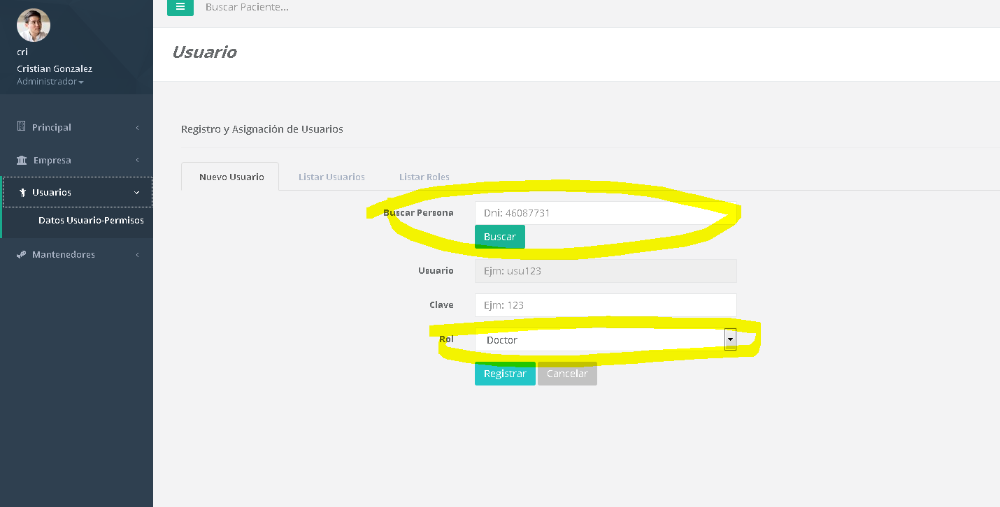 Buscar Paciente...
cri
Cristian Gonzalez
Administrador
Principal
Empresa
Usuarios
Datos Usuario-Permisos
Mantenedores
Usuario
Registro y Asignación de Usuarios
Nuevo Usuario Listar Usuarios Listar Roles
Buscar Persona Dni: 46087731
Buscar
Usuario Ejm: usu123
Clave Ejm: 123
Rol Doctor
Registrar Cancelar